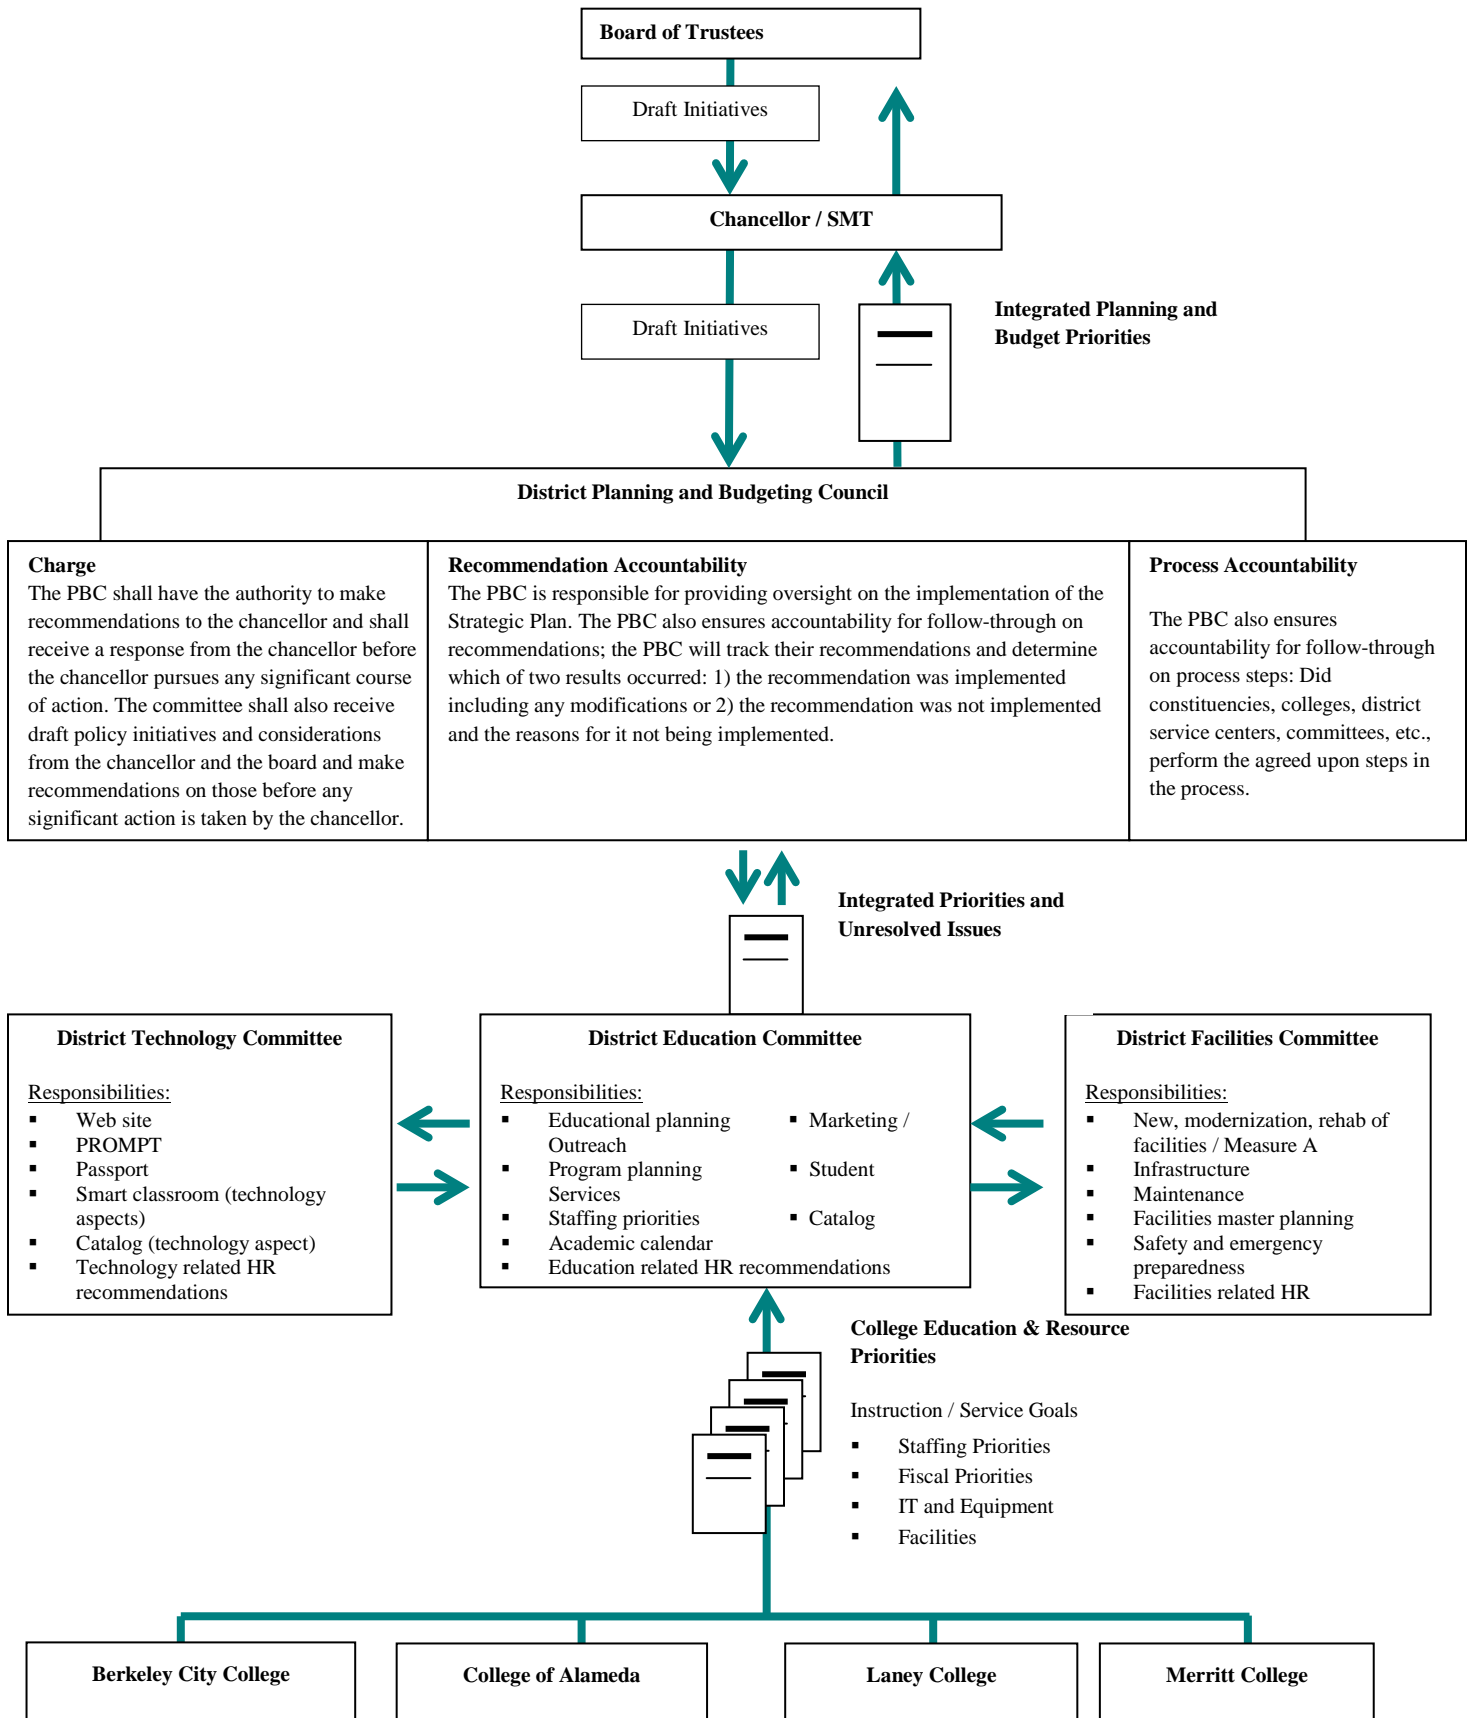 Board of Trustees
Draft Initiatives
Chancellor / SMT
Draft Initiatives
Integrated Planning and
Budget Priorities
District Planning and Budgeting Council
Charge
The PBC shall have the authority to make
recommendations to the chancellor and shall
receive a response from the chancellor before
the chancellor pursues any significant course
of action. The committee shall also receive
draft policy initiatives and considerations
from the chancellor and the board and make
recommendations on those before any
significant action is taken by the chancellor.
Recommendation Accountability
The PBC is responsible for providing oversight on the implementation of the
Strategic Plan. The PBC also ensures accountability for follow-through on
recommendations; the PBC will track their recommendations and determine
which of two results occurred: 1) the recommendation was implemented
including any modifications or 2) the recommendation was not implemented
and the reasons for it not being implemented.
Process Accountability
The PBC also ensures
accountability for follow-through
on process steps: Did
constituencies, colleges, district
service centers, committees, etc.,
perform the agreed upon steps in
the process.
Integrated Priorities and
Unresolved Issues
District Technology Committee
Responsibilities:
▪ Web site
▪ PROMPT
▪ Passport
▪ Smart classroom (technology
aspects)
▪ Catalog (technology aspect)
▪ Technology related HR
recommendations
District Education Committee
Responsibilities:
▪ Educational planning ▪ Marketing /
Outreach
▪ Program planning ▪ Student
Services
▪ Staffing priorities ▪ Catalog
▪ Academic calendar
▪ Education related HR recommendations
District Facilities Committee
Responsibilities:
▪ New, modernization, rehab of
facilities / Measure A
▪ Infrastructure
▪ Maintenance
▪ Facilities master planning
▪ Safety and emergency
preparedness
▪ Facilities related HR
College Education & Resource
Priorities
Instruction / Service Goals
▪ Staffing Priorities
▪ Fiscal Priorities
▪ IT and Equipment
▪ Facilities
Berkeley City College
College of Alameda
Laney College
Merritt College